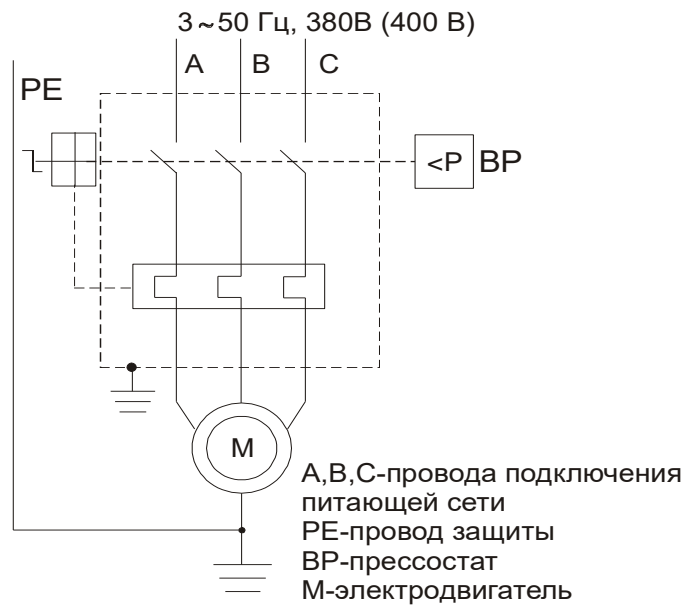 3~50 Гц, 380В (400 В)
A B C
PE
<P BP
M
A,B,C-провода подключения
питающей сети
PE-провод защиты
BP-прессостат
M-электродвигатель